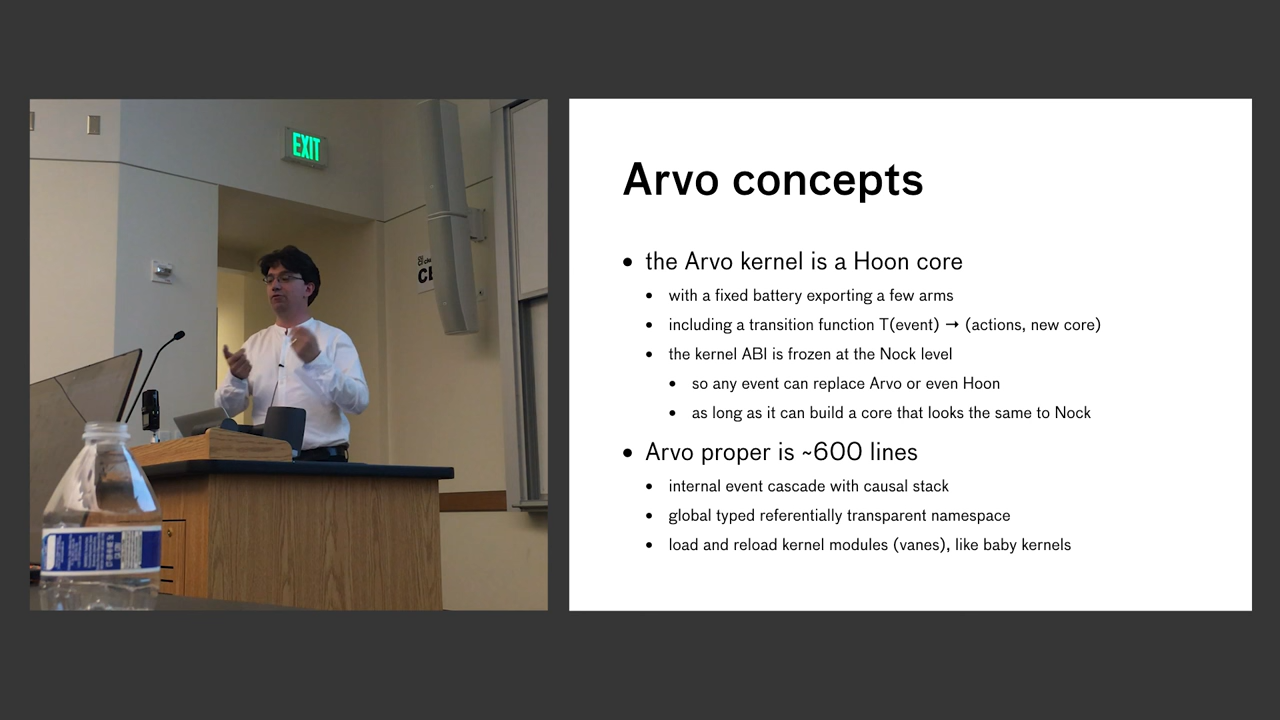 EXIT
Arvo concepts
• the Arvo kernel is a Hoon core
• with a fixed battery exporting a few arms
• including a transition function T(event) → (actions, new core)
• the kernel ABI is frozen at the Nock level
• so any event can replace Arvo or even Hoon
• as long as it can build a core that looks the same to Nock
• Arvo proper is ~600 lines
• internal event cascade with causal stack
• global typed referentially transparent namespace
• load and reload kernel modules (vanes), like baby kernels